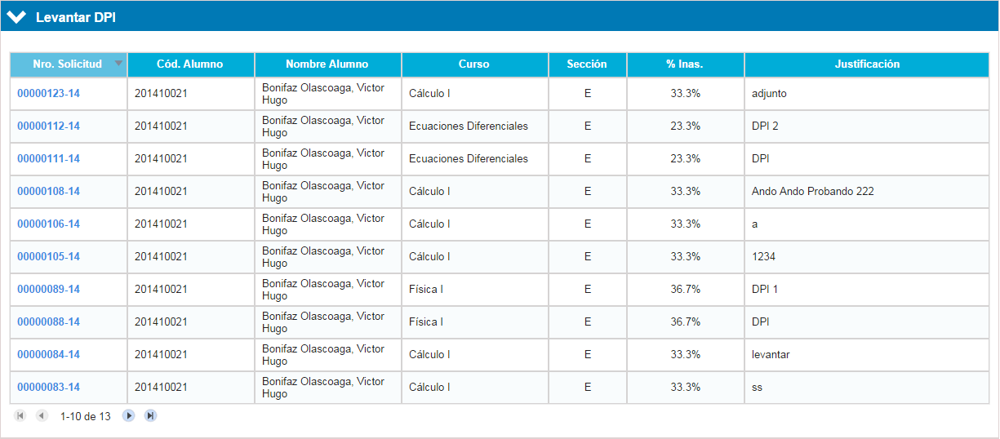 Levantar DPI
Nro. Solicitud Cód. Alumno Nombre Alumno Curso Sección % Inas. Justificación
00000123-14 201410021 Bonifaz Olascoaga, Victor Hugo Cálculo I E 33.3% adjunto
00000112-14 201410021 Bonifaz Olascoaga, Victor Hugo Ecuaciones Diferenciales E 23.3% DPI 2
00000111-14 201410021 Bonifaz Olascoaga, Victor Hugo Ecuaciones Diferenciales E 23.3% DPI
00000108-14 201410021 Bonifaz Olascoaga, Victor Hugo Cálculo I E 33.3% Ando Ando Probando 222
00000106-14 201410021 Bonifaz Olascoaga, Victor Hugo Cálculo I E 33.3% a
00000105-14 201410021 Bonifaz Olascoaga, Victor Hugo Cálculo I E 33.3% 1234
00000089-14 201410021 Bonifaz Olascoaga, Victor Hugo Física I E 36.7% DPI 1
00000088-14 201410021 Bonifaz Olascoaga, Victor Hugo Física I E 36.7% DPI
00000084-14 201410021 Bonifaz Olascoaga, Victor Hugo Cálculo I E 33.3% levantar
00000083-14 201410021 Bonifaz Olascoaga, Victor Hugo Cálculo I E 33.3% ss
1-10 de 13